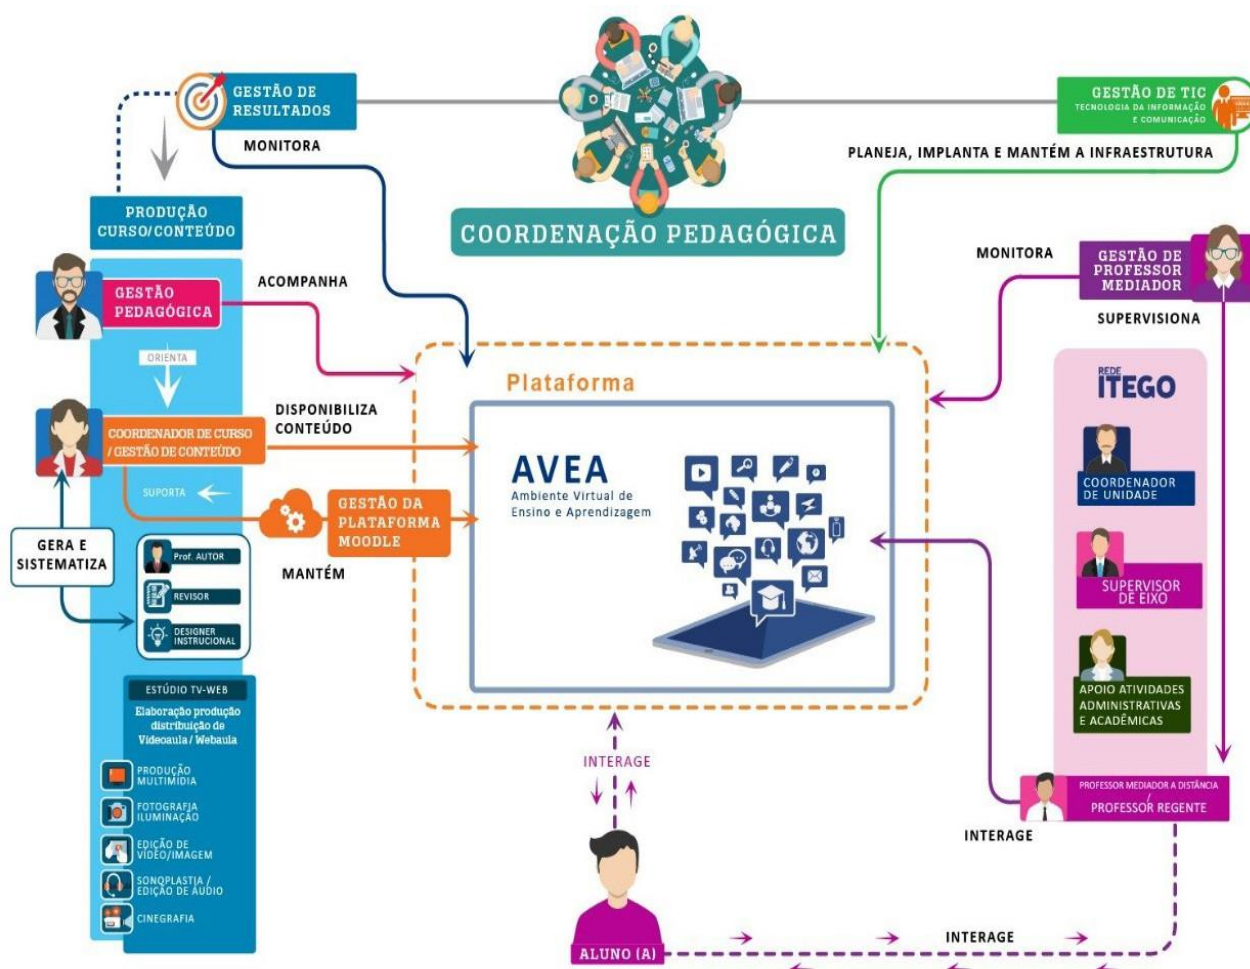 GESTÃO DE
RESULTADOS
MONITORA
GESTÃO DE TIC
TECNOLOGIA DA INFORMAÇÃO
E COMUNICAÇÃO
PLANEJA, IMPLANTA E MANTÉM A INFRAESTRUTURA
COORDENAÇÃO PEDAGÓGICA
PRODUÇÃO
CURSO/CONTEÚDO
GESTÃO
PEDAGÓGICA
ACOMPANHA
ORIENTA
COORDENADOR DE CURSO
/ GESTÃO DE CONTEÚDO
DISPONIBILIZA
CONTEÚDO
SUPORTA
GESTÃO DA
PLATAFORMA
MOODLE
MANTÉM
GERA E
SISTEMATIZA
Prof. AUTOR
REVISOR
DESIGNER
INSTRUCIONAL
ESTÚDIO TV-WEB
Elaboração produção
distribuição de
Videoaula / Webaula
PRODUÇÃO
MULTIMÍDIA
FOTOGRAFIA
ILUMINAÇÃO
EDIÇÃO DE
VÍDEO/IMAGEM
SONOPLASTIA /
EDIÇÃO DE ÁUDIO
CINEGRAFIA
Plataforma
AVEA
Ambiente Virtual de
Ensino e Aprendizagem
INTERAGE
ALUNO (A)
MONITORA
GESTÃO DE
PROFESSOR
MEDIADOR
SUPERVISIONA
REDE
ITEGO
COORDENADOR
DE UNIDADE
SUPERVISOR
DE EIXO
APOIO ATIVIDADES
ADMINISTRATIVAS
E ACADÊMICAS
PROFESSOR MEDIADOR A DISTÂNCIA
/
PROFESSOR REGENTE
INTERAGE
INTERAGE